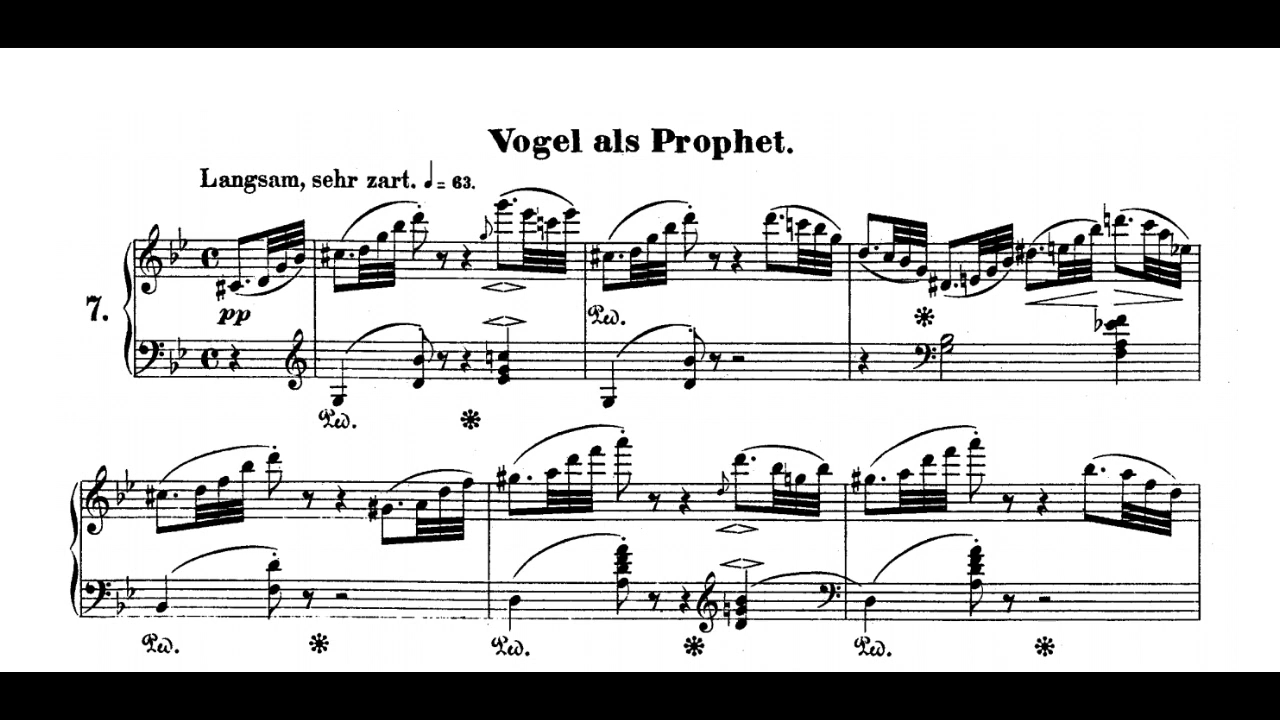 Vogel als Prophet.
Langsam, sehr zart. ♩= 63.
7.
pp
Ped.
Ped.
Ped. Ped. Ped.